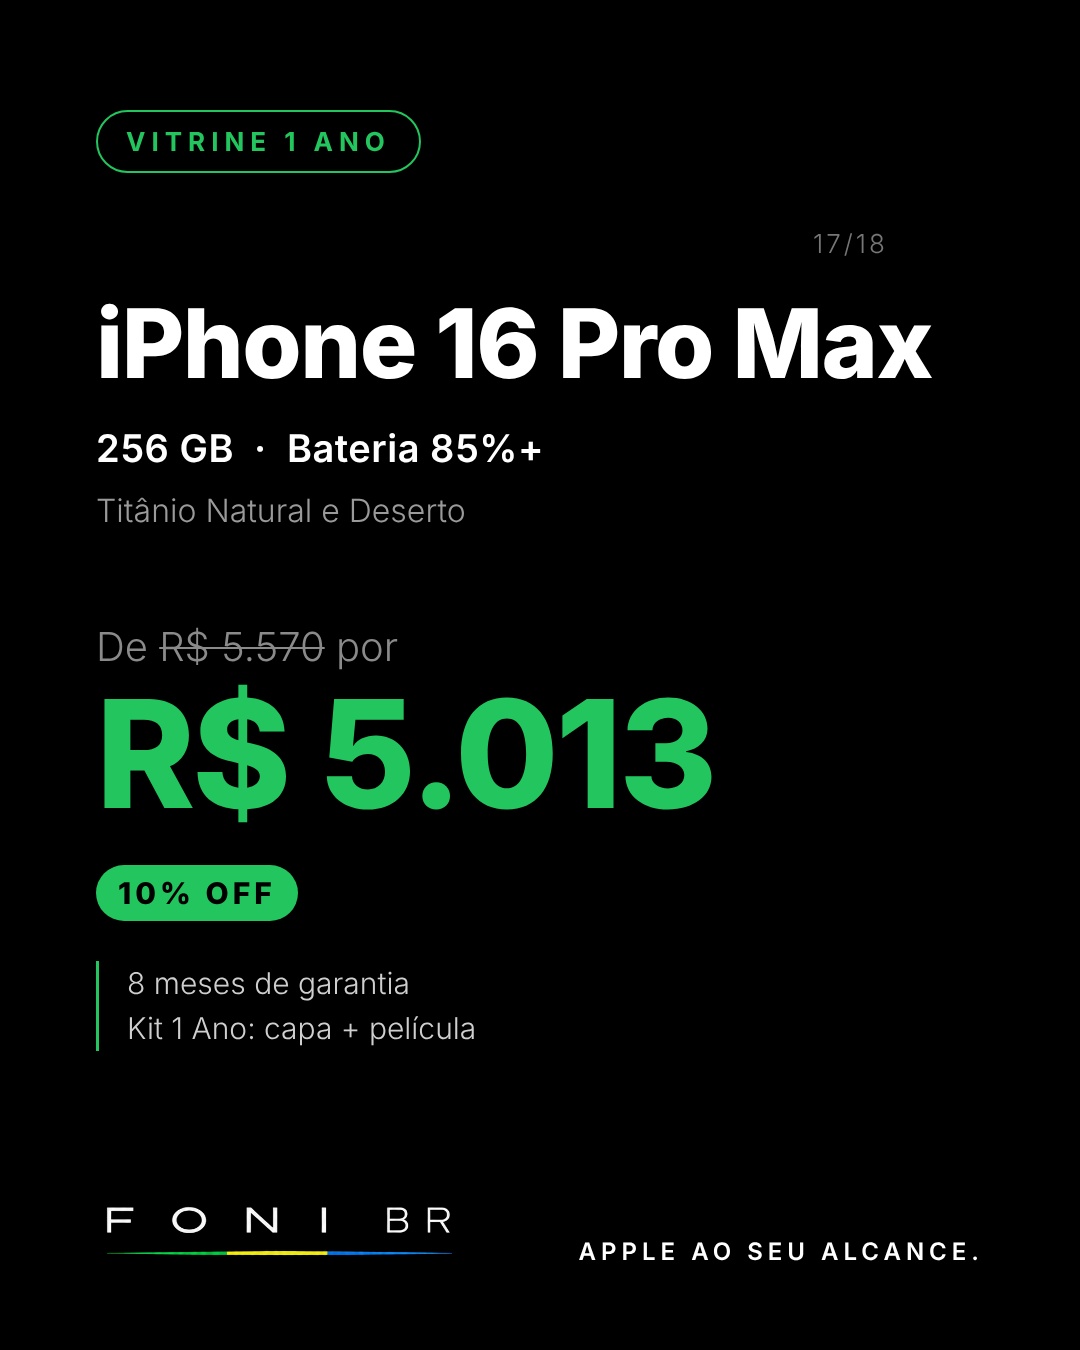 VITRINE 1 ANO
17/18
iPhone 16 Pro Max
256 GB · Bateria 85%+
Titânio Natural e Deserto
De R$ 5.570 por
R$ 5.013
10% OFF
8 meses de garantia
Kit 1 Ano: capa + película
FONI BR
APPLE AO SEU ALCANCE.